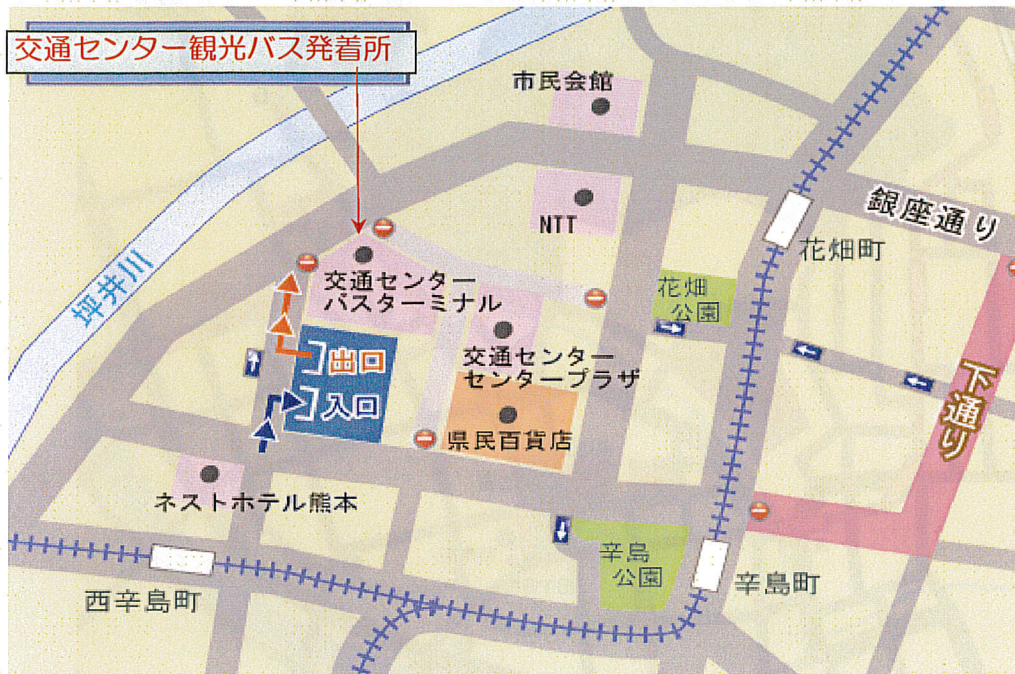 交通センター観光バス発着所
市民会館
NTT
銀座通り
花畑町
坪井川
交通センター
バスターミナル
花畑
公園
出口
入口
交通センター
センタープラザ
県民百貨店
下通り
ネストホテル熊本
辛島
公園
辛島町
西辛島町